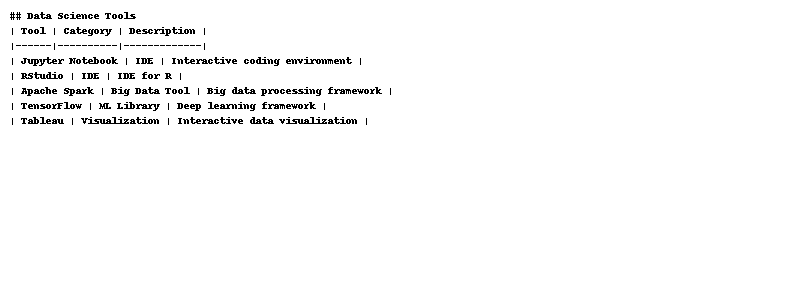 ## Data Science Tools
| Tool | Category | Description |
|------|----------|-------------|
| Jupyter Notebook | IDE | Interactive coding environment |
| RStudio | IDE | IDE for R |
| Apache Spark | Big Data Tool | Big data processing framework |
| TensorFlow | ML Library | Deep learning framework |
| Tableau | Visualization | Interactive data visualization |